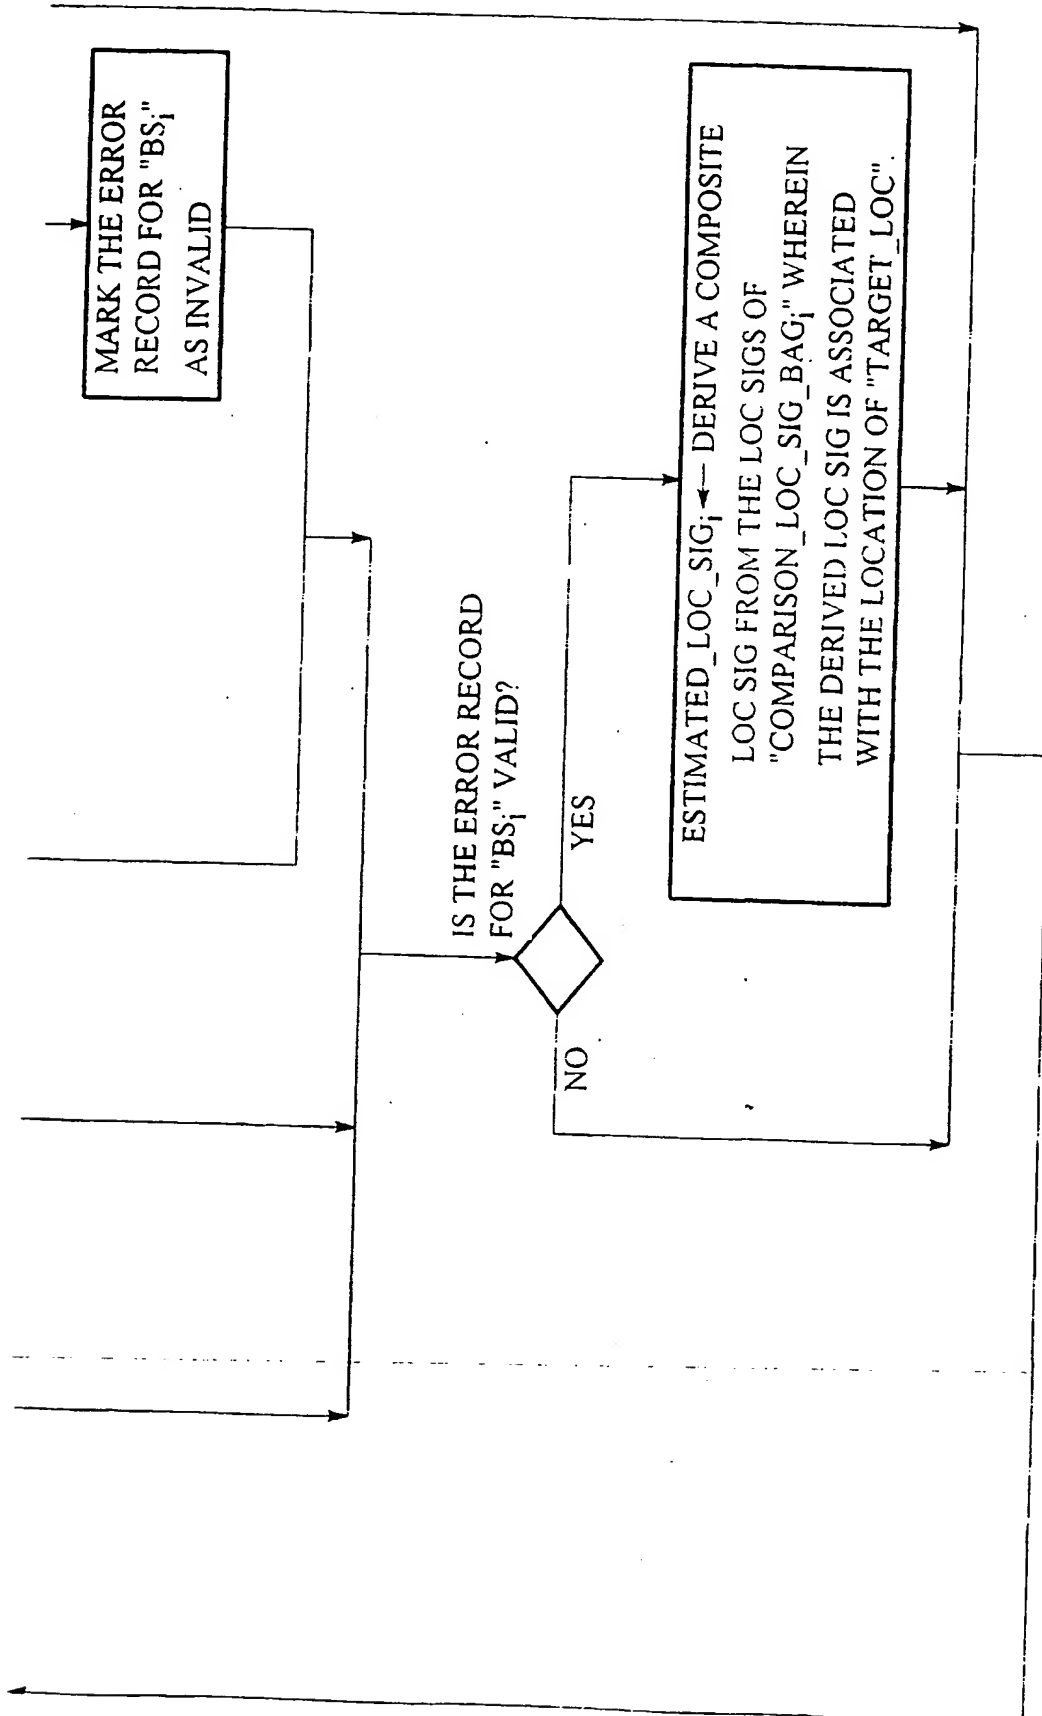 MARK THE ERROR
RECORD FOR "BSi"
AS INVALID
IS THE ERROR RECORD
FOR "BSi" VALID?
NO
YES
ESTIMATED_LOC_SIGi ← DERIVE A COMPOSITE
LOC SIG FROM THE LOC SIGS OF
"COMPARISON_LOC_SIG_BAGi" WHEREIN
THE DERIVED LOC SIG IS ASSOCIATED
WITH THE LOCATION OF "TARGET_LOC".